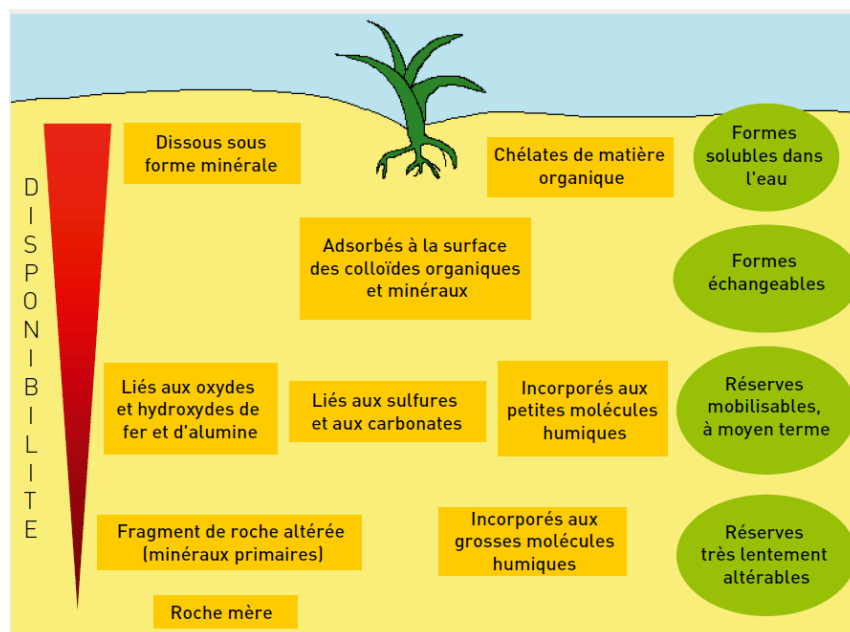 Dissous sous
forme minérale
Chélates de matière
organique
Formes
solubles dans
l'eau
DISPONIBILITE
Adsorbés à la surface
des colloïdes organiques
et minéraux
Formes
échangeables
Liés aux oxydes
et hydroxydes de
fer et d'alumine
Liés aux sulfures
et aux carbonates
Incorporés aux
petites molécules
humiques
Réserves
mobilisables,
à moyen terme
Fragment de roche altérée
(minéraux primaires)
Incorporés aux
grosses molécules
humiques
Réserves
très lentement
altérables
Roche mère